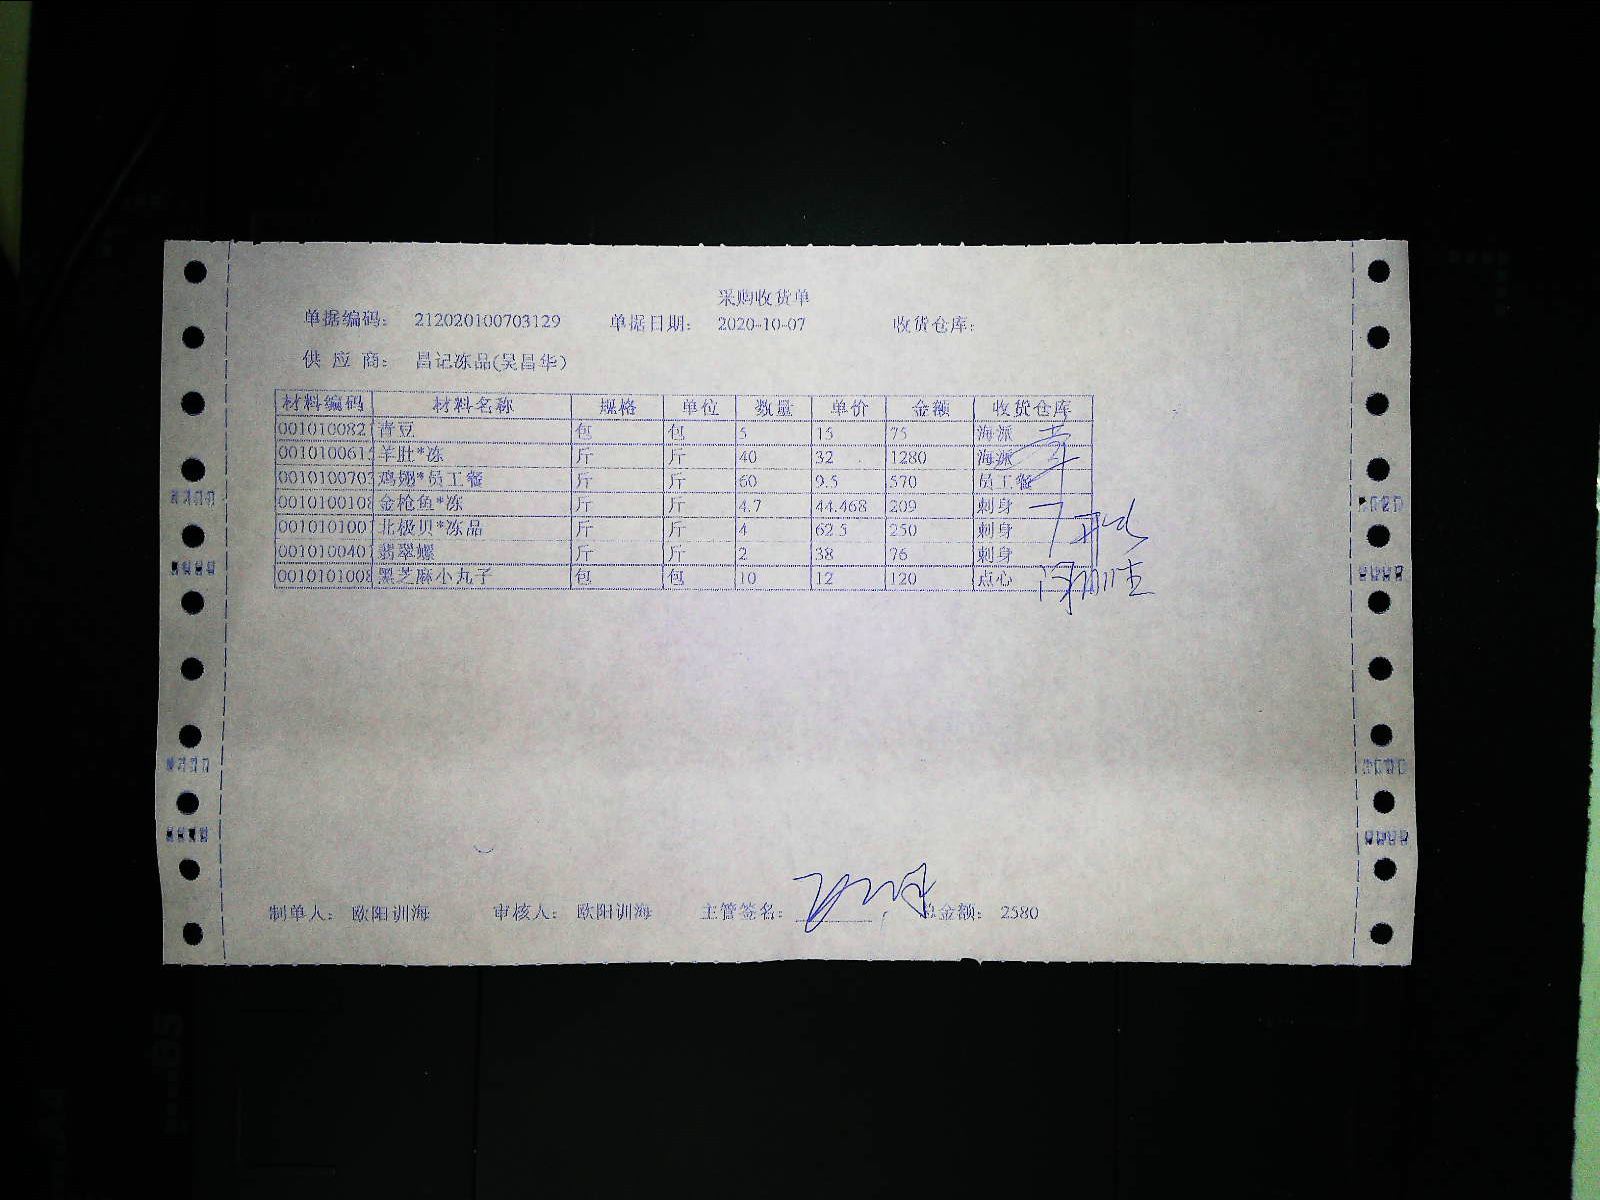 采购收货单
单据编码: 212020100703129 单据日期: 2020-10-07 收货仓库:
供 应 商: 昌记冻品(吴昌华)
材料编码 材料名称 规格 单位 数量 单价 金额 收货仓库
001010082 青豆 包 包 5 15 75 海派
001010061 羊肚*冻 斤 斤 40 32 1280 海派
001010070 鸡翅*员工餐 斤 斤 60 9.5 570 员工餐
001010010 金枪鱼*冻 斤 斤 4.7 44.468 209 刺身
001010100 北极贝*冻品 斤 斤 4 62.5 250 刺身
001010040 翡翠螺 斤 斤 2 38 76 刺身
0010101008 黑芝麻小丸子 包 包 10 12 120 点心
制单人: 欧阳训海 审核人: 欧阳训海 主管签名: 总金额: 2580